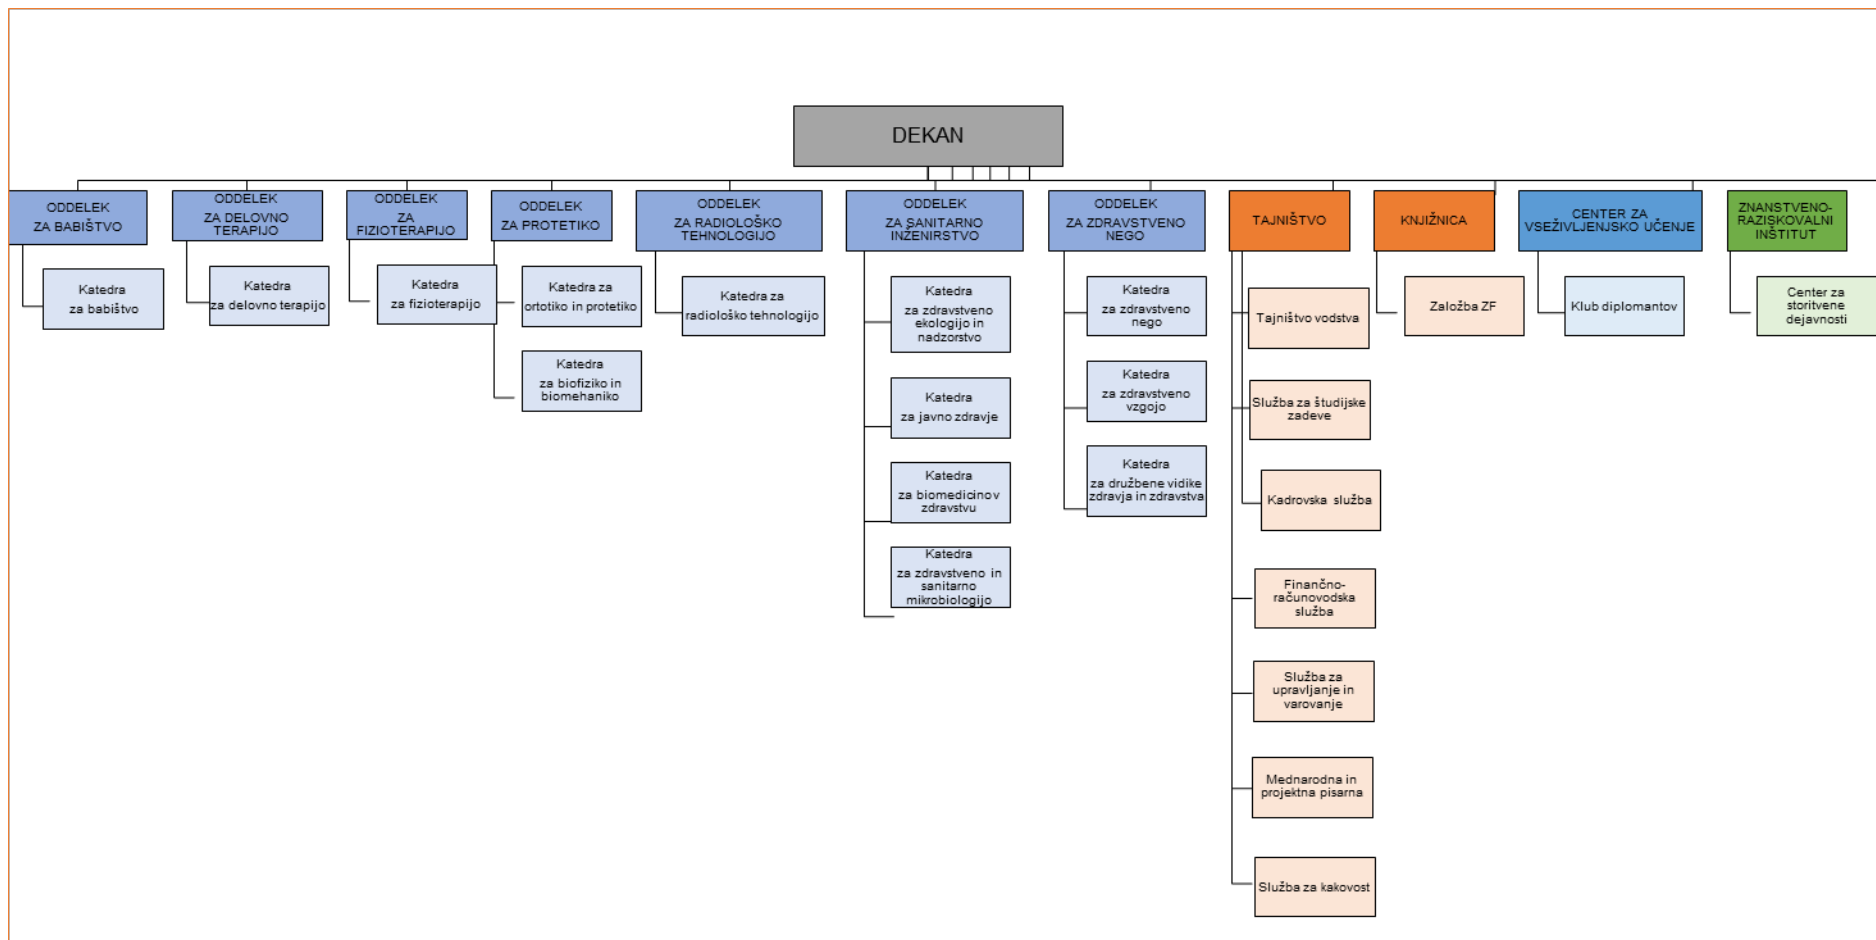 DEKAN
ODDELEK
ZA BABIŠTVO
ODDELEK
ZA DELOVNO
TERAPIJO
ODDELEK
ZA
FIZIOTERAPIJO
ODDELEK
ZA PROTETIKO
ODDELEK
ZA RADIOLOŠKO
TEHNOLOGIJO
ODDELEK
ZA SANITARNO
INŽENIRSTVO
ODDELEK
ZA ZDRAVSTVENO
NEGO
TAJNIŠTVO
KNJIŽNICA
CENTER ZA
VSEŽIVLJENJSKO UČENJE
ZNANSTVENO-
RAZISKOVALNI
INŠTITUT
Katedra
za babištvo
Katedra
za delovno terapijo
Katedra
za fizioterapijo
Katedra za
ortotiko in protetiko
Katedra
za biofiziko in
biomehaniko
Katedra za
radiološko tehnologijo
Katedra
za zdravstveno
ekologijo in
nadzorstvo
Katedra
za javno zdravje
Katedra
za biomedicino v
zdravstvu
Katedra
za zdravstveno in
sanitarno
mikrobiologijo
Katedra
za zdravstveno
nego
Katedra
za zdravstveno
vzgojo
Katedra
za družbene vidike
zdravja in zdravstva
Tajništvo vodstva
Služba za študijske
zadeve
Kadrovska služba
Finančno-
računovodska
služba
Služba za
upravljanje in
varovanje
Mednarodna in
projektna pisarna
Služba za kakovost
Založba ZF
Klub diplomantov
Center za
storitvene
dejavnosti